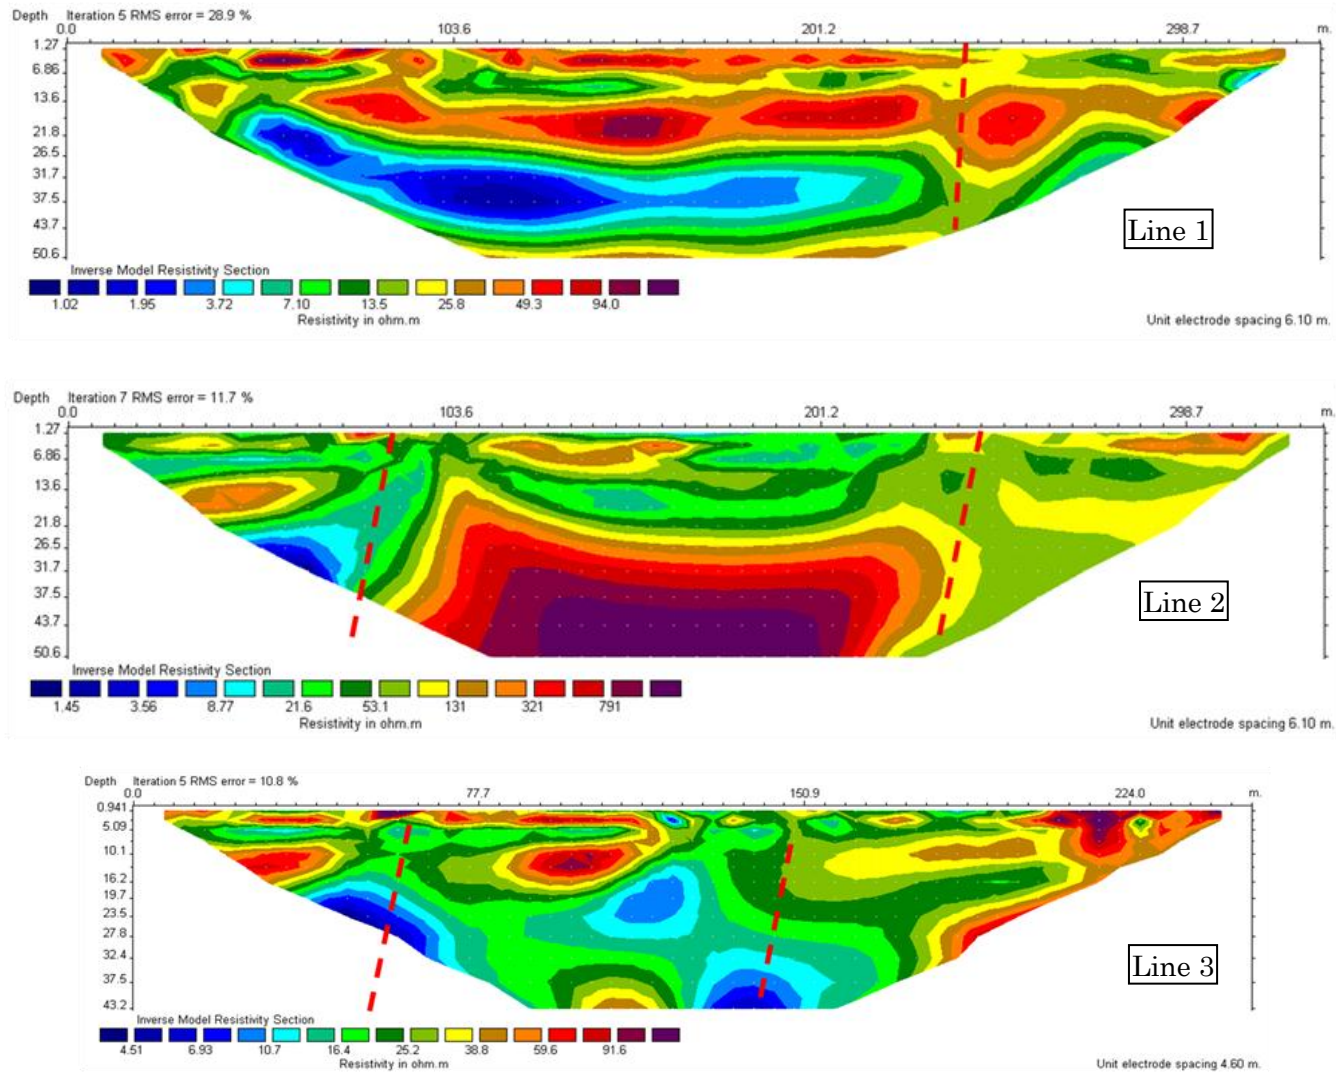 Depth Iteration 5 RMS error = 28.9 %
0.0 103.6 201.2 298.7 m.
1.27
6.86
13.6
21.8
26.5
31.7
37.5
43.7
50.6
Line 1
Inverse Model Resistivity Section
1.02 1.95 3.72 7.10 13.5 25.8 49.3 94.0
Resistivity in ohm.m
Unit electrode spacing 6.10 m.
Depth Iteration 7 RMS error = 11.7 %
0.0 103.6 201.2 298.7 m.
1.27
6.86
13.6
21.8
26.5
31.7
37.5
43.7
50.6
Line 2
Inverse Model Resistivity Section
1.45 3.56 8.77 21.6 53.1 131 321 791
Resistivity in ohm.m
Unit electrode spacing 6.10 m.
Depth Iteration 5 RMS error = 10.8 %
0.0 77.7 150.9 224.0 m.
0.941
5.09
10.1
16.2
19.7
23.5
27.8
32.4
37.5
43.2
Line 3
Inverse Model Resistivity Section
4.51 6.93 10.7 16.4 25.2 38.8 59.6 91.6
Resistivity in ohm.m
Unit electrode spacing 4.60 m.